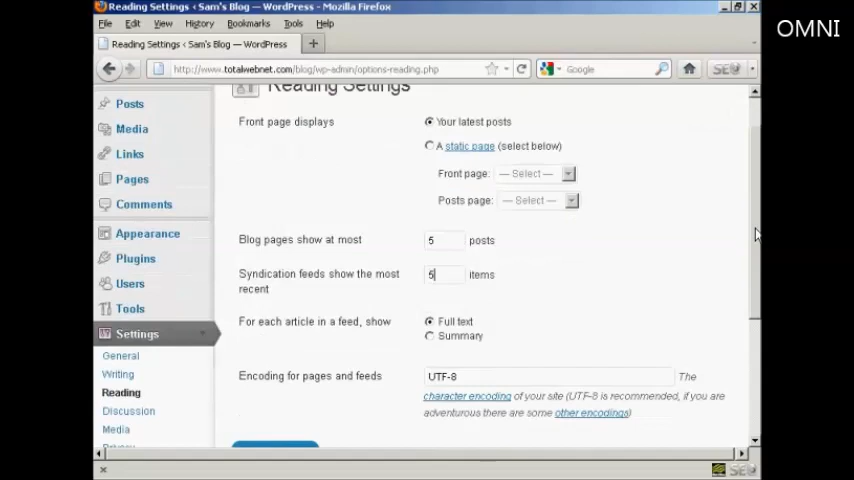 Reading Settings ‹ Sam's Blog — WordPress - Mozilla Firefox
OMNI
File Edit View History Bookmarks Tools Help
Reading Settings ‹ Sam's Blog — WordPress
http://www.totalwebnet.com/blog/wp-admin/options-reading.php
Google
SEO
Reading Settings
Posts
Media
Links
Pages
Comments
Appearance
Plugins
Users
Tools
Settings
General
Writing
Reading
Discussion
Media
Privacy
Front page displays
Your latest posts
A static page (select below)
Front page: — Select —
Posts page: — Select —
Blog pages show at most 5 posts
Syndication feeds show the most recent 5 items
For each article in a feed, show
Full text
Summary
Encoding for pages and feeds UTF-8 The
character encoding of your site (UTF-8 is recommended, if you are
adventurous there are some other encodings)
SEO